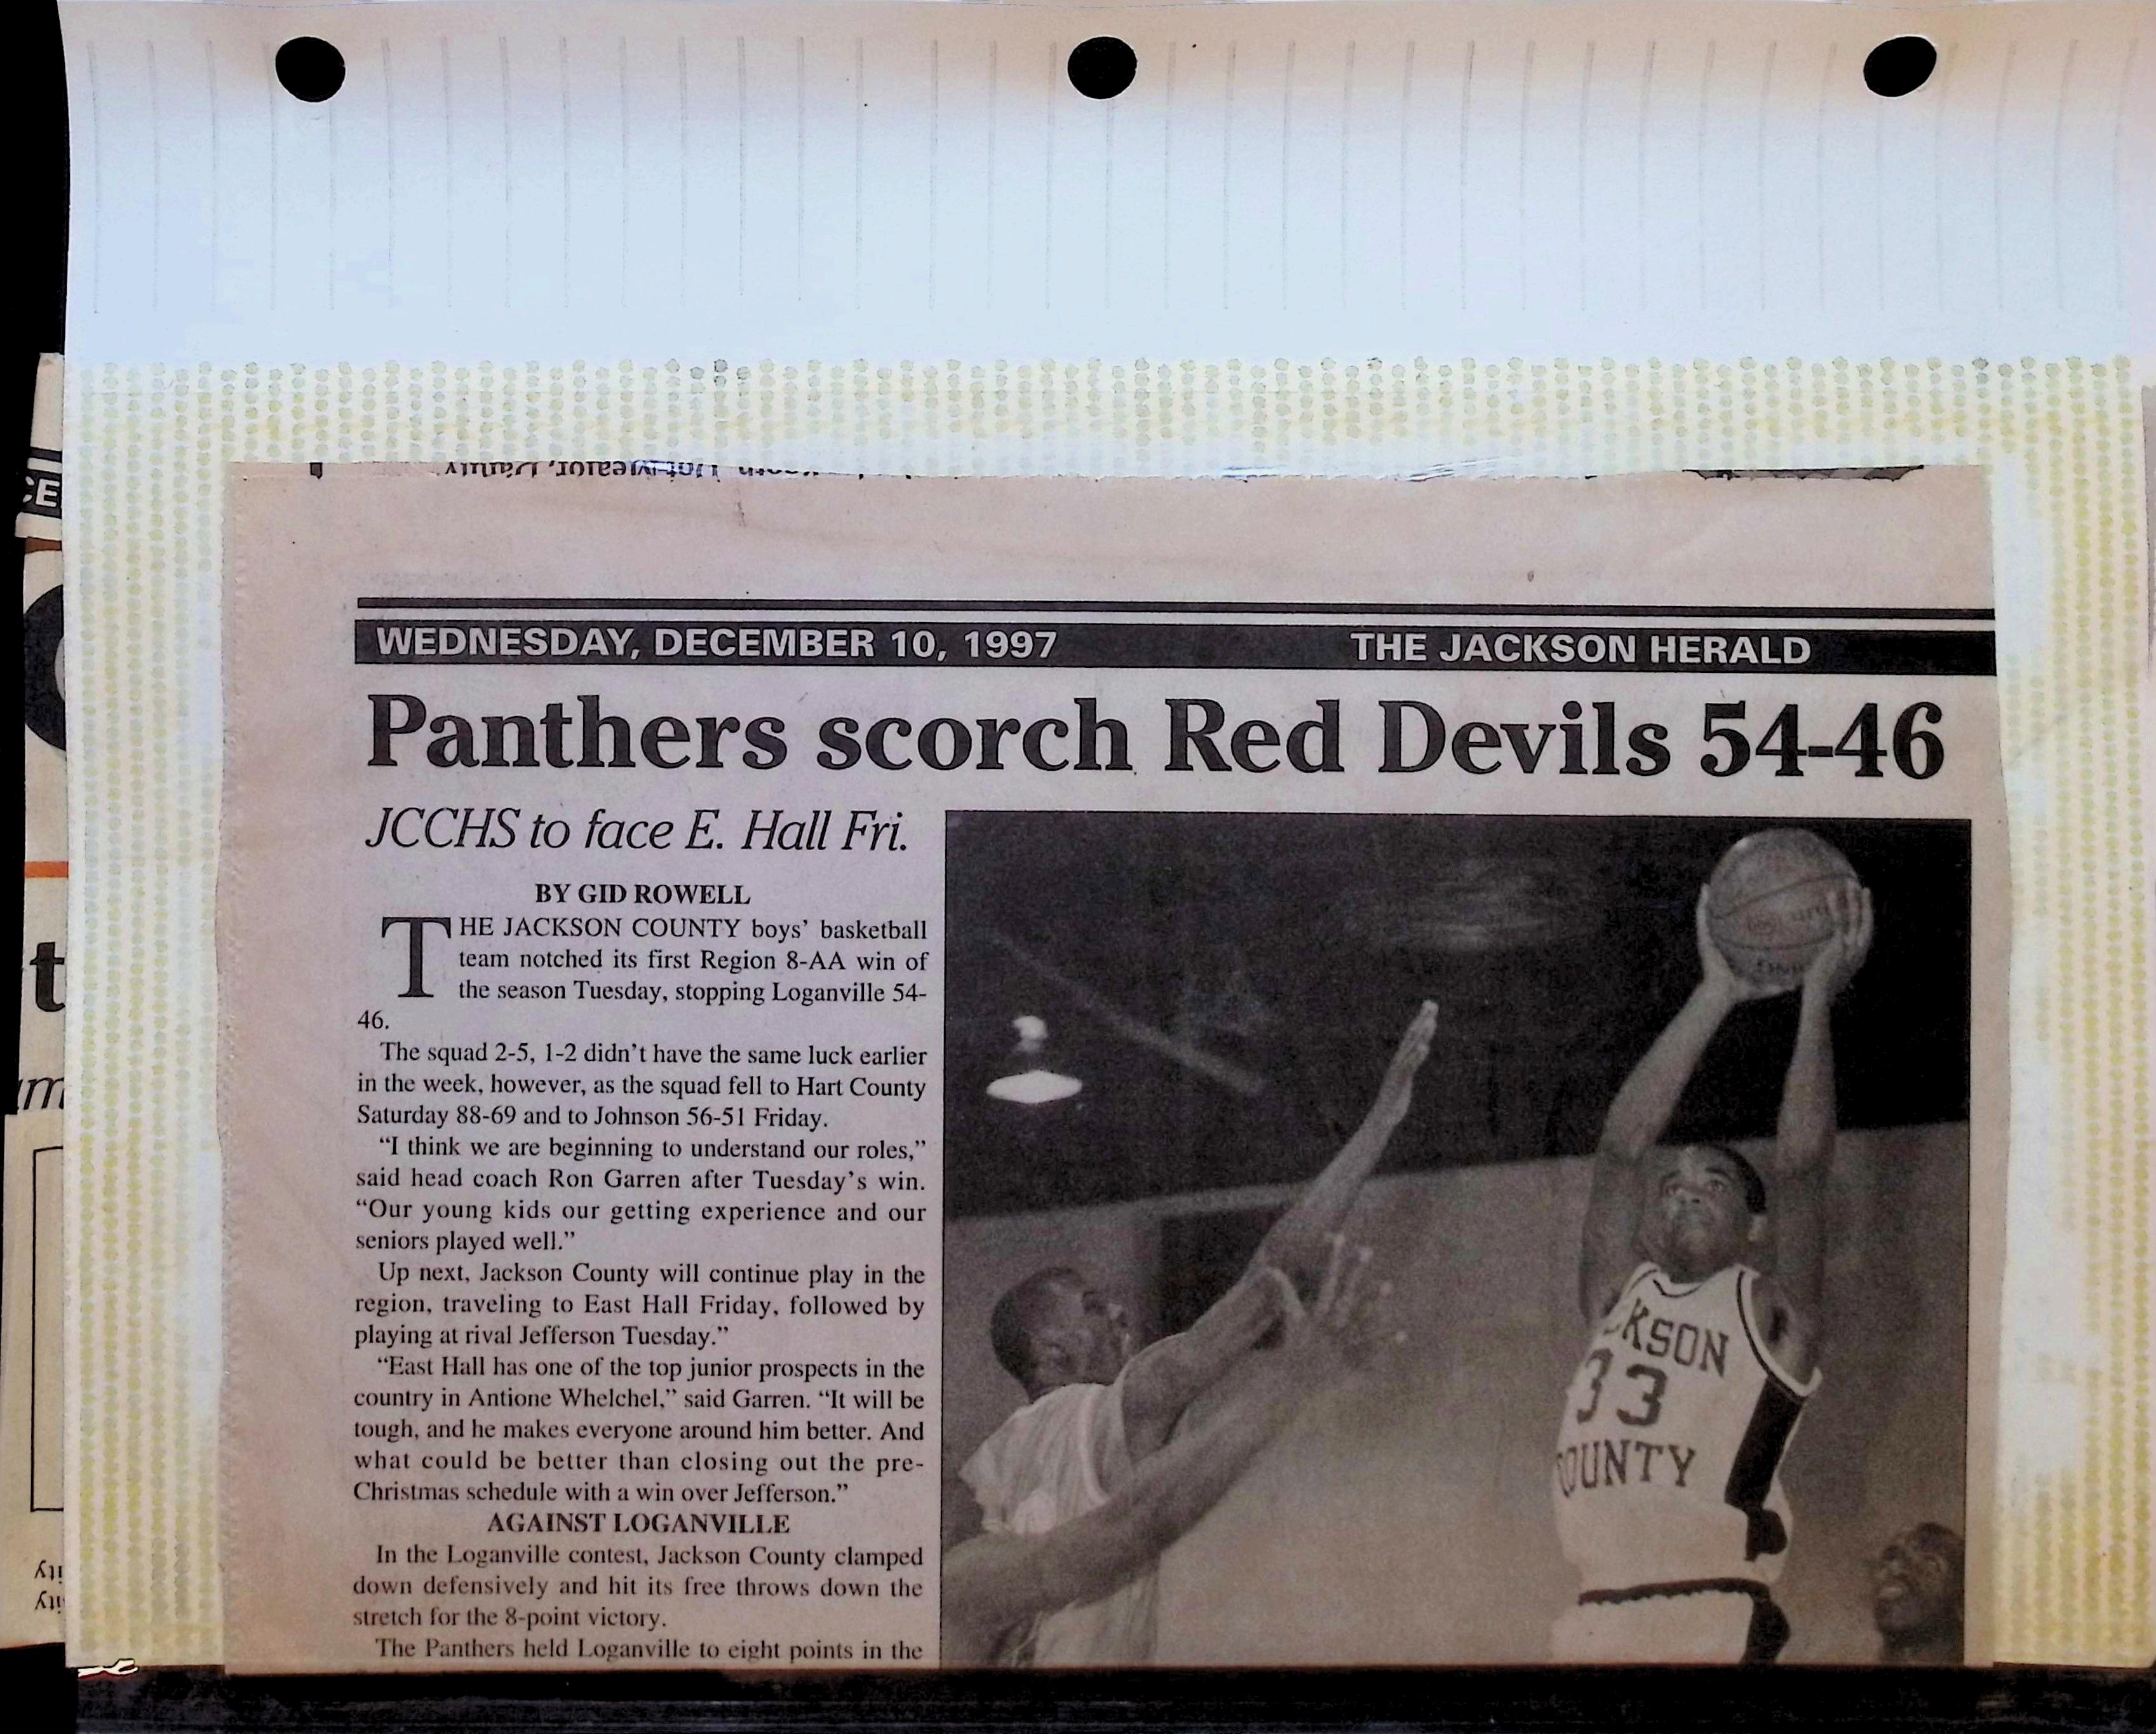 WEDNESDAY, DECEMBER 10, 1997 THE JACKSON HERALD
Panthers scorch Red Devils 54-46
JCCHS to face E. Hall Fri.
BY GID ROWELL
THE JACKSON COUNTY boys' basketball
team notched its first Region 8-AA win of
the season Tuesday, stopping Loganville 54-
46.
The squad 2-5, 1-2 didn't have the same luck earlier
in the week, however, as the squad fell to Hart County
Saturday 88-69 and to Johnson 56-51 Friday.
“I think we are beginning to understand our roles,”
said head coach Ron Garren after Tuesday's win.
“Our young kids our getting experience and our
seniors played well.”
Up next, Jackson County will continue play in the
region, traveling to East Hall Friday, followed by
playing at rival Jefferson Tuesday.”
“East Hall has one of the top junior prospects in the
country in Antione Whelchel,” said Garren. “It will be
tough, and he makes everyone around him better. And
what could be better than closing out the pre-
Christmas schedule with a win over Jefferson.”
AGAINST LOGANVILLE
In the Loganville contest, Jackson County clamped
down defensively and hit its free throws down the
stretch for the 8-point victory.
The Panthers held Loganville to eight points in the
KSON
33
OUNTY